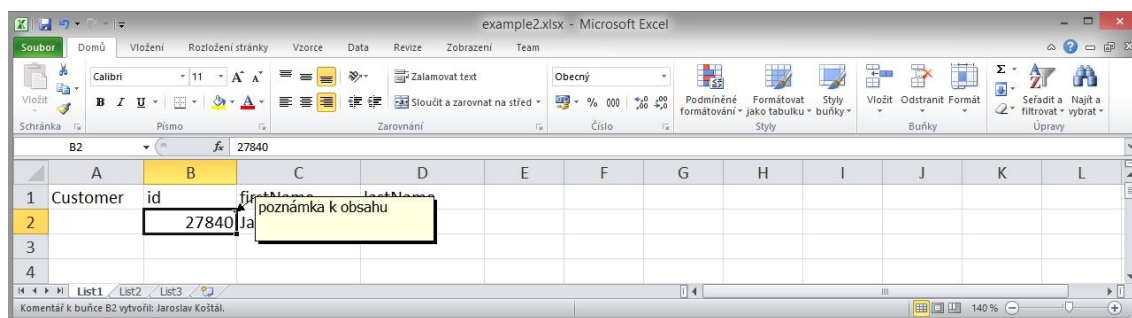 example2.xlsx - Microsoft Excel
Soubor Domů Vložení Rozložení stránky Vzorce Data Revize Zobrazení Team
Calibri 11 A A Zalamovat text Obecný
Vložit B I U A Sloučit a zarovnat na střed % 000 ,00 ,00 Podmíněné formátování Formátovat jako tabulku Styly buňky Vložit Odstranit Formát Σ Seřadit a filtrovat Najít a vybrat
Schránka Písmo Zarovnání Číslo Styly Buňky Úpravy
B2 fx 27840
A B C D E F G H I J K L
1 Customer id
poznámka k obsahu
2 27840 Ja
3
4
List1 List2 List3
Komentář k buňce B2 vytvořil: Jaroslav Koštál. 140 %